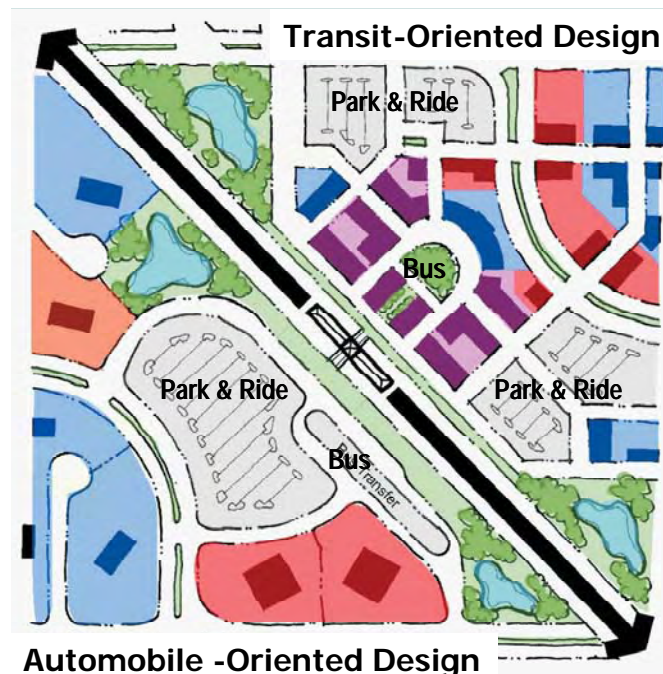 Transit-Oriented Design
Park & Ride
Bus
Park & Ride
Park & Ride
Bus
Transfer
Automobile -Oriented Design